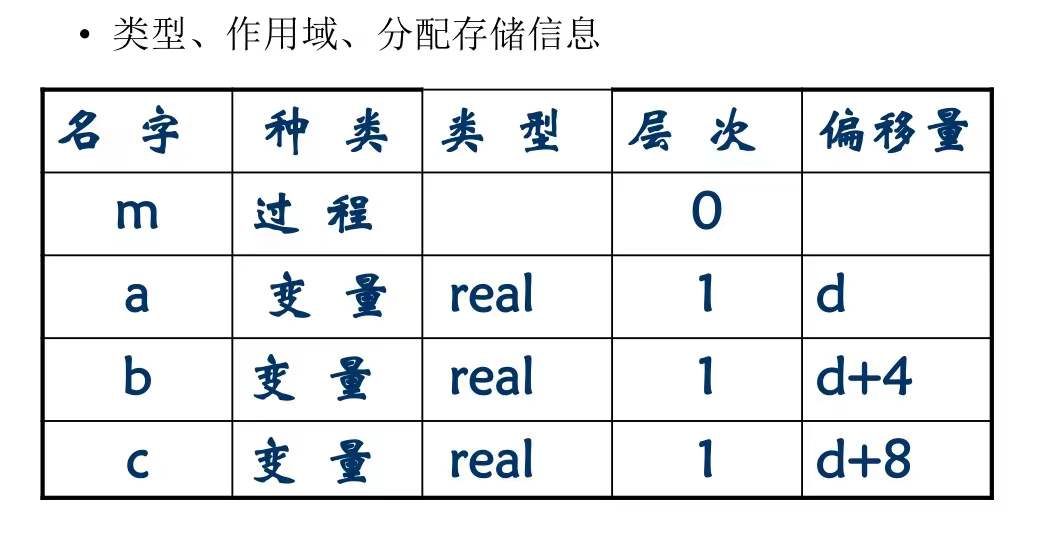 • 类型、作用域、分配存储信息
名字 种类 类型 层次 偏移量
m 过程 0
a 变量 real 1 d
b 变量 real 1 d+4
c 变量 real 1 d+8